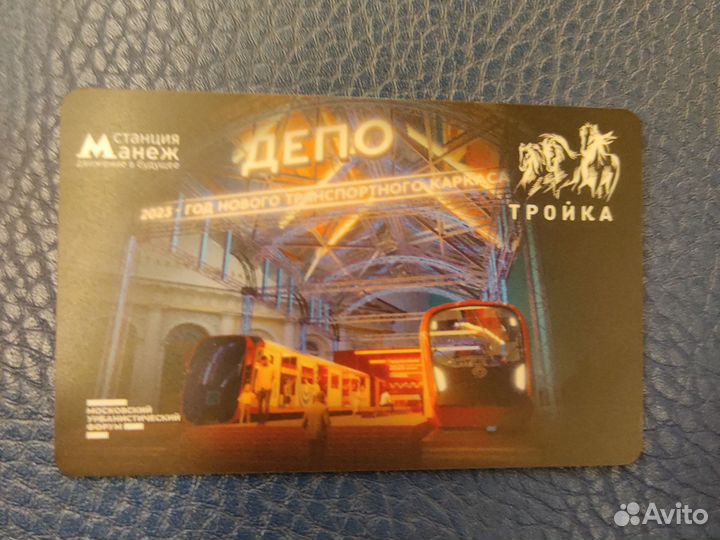 станция
Манеж
движение в будущее
ДЕПО
2023 - ГОД НОВОГО ТРАНСПОРТНОГО КАРКАСА
ТРОЙКА
МОСКОВСКИЙ
УРБАНИСТИЧЕСКИЙ
ФОРУМ
Avito